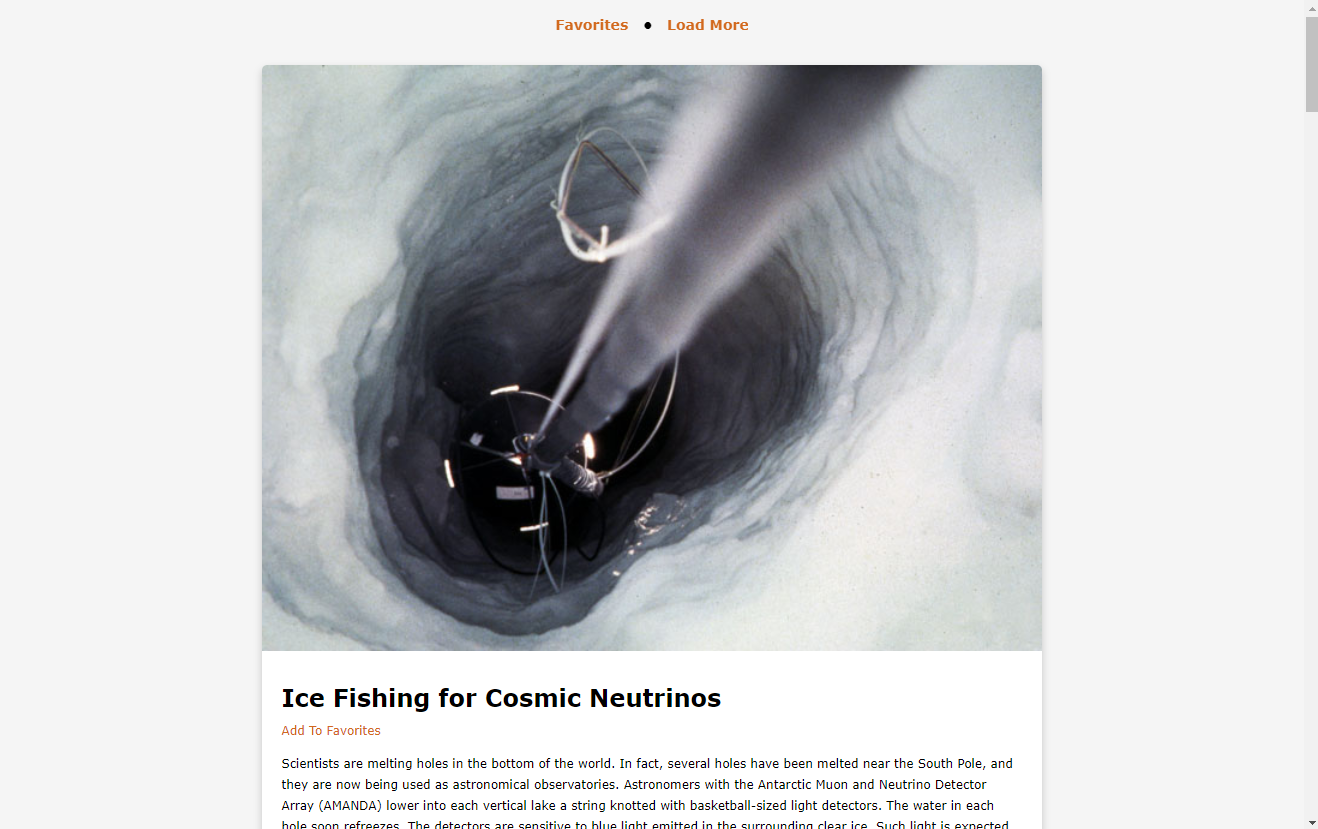 Favorites ● Load More
Ice Fishing for Cosmic Neutrinos
Add To Favorites
Scientists are melting holes in the bottom of the world. In fact, several holes have been melted near the South Pole, and
they are now being used as astronomical observatories. Astronomers with the Antarctic Muon and Neutrino Detector
Array (AMANDA) lower into each vertical lake a string knotted with basketball-sized light detectors. The water in each
hole soon refreezes. The detectors are sensitive to blue light emitted in the surrounding clear ice. Such light is expected